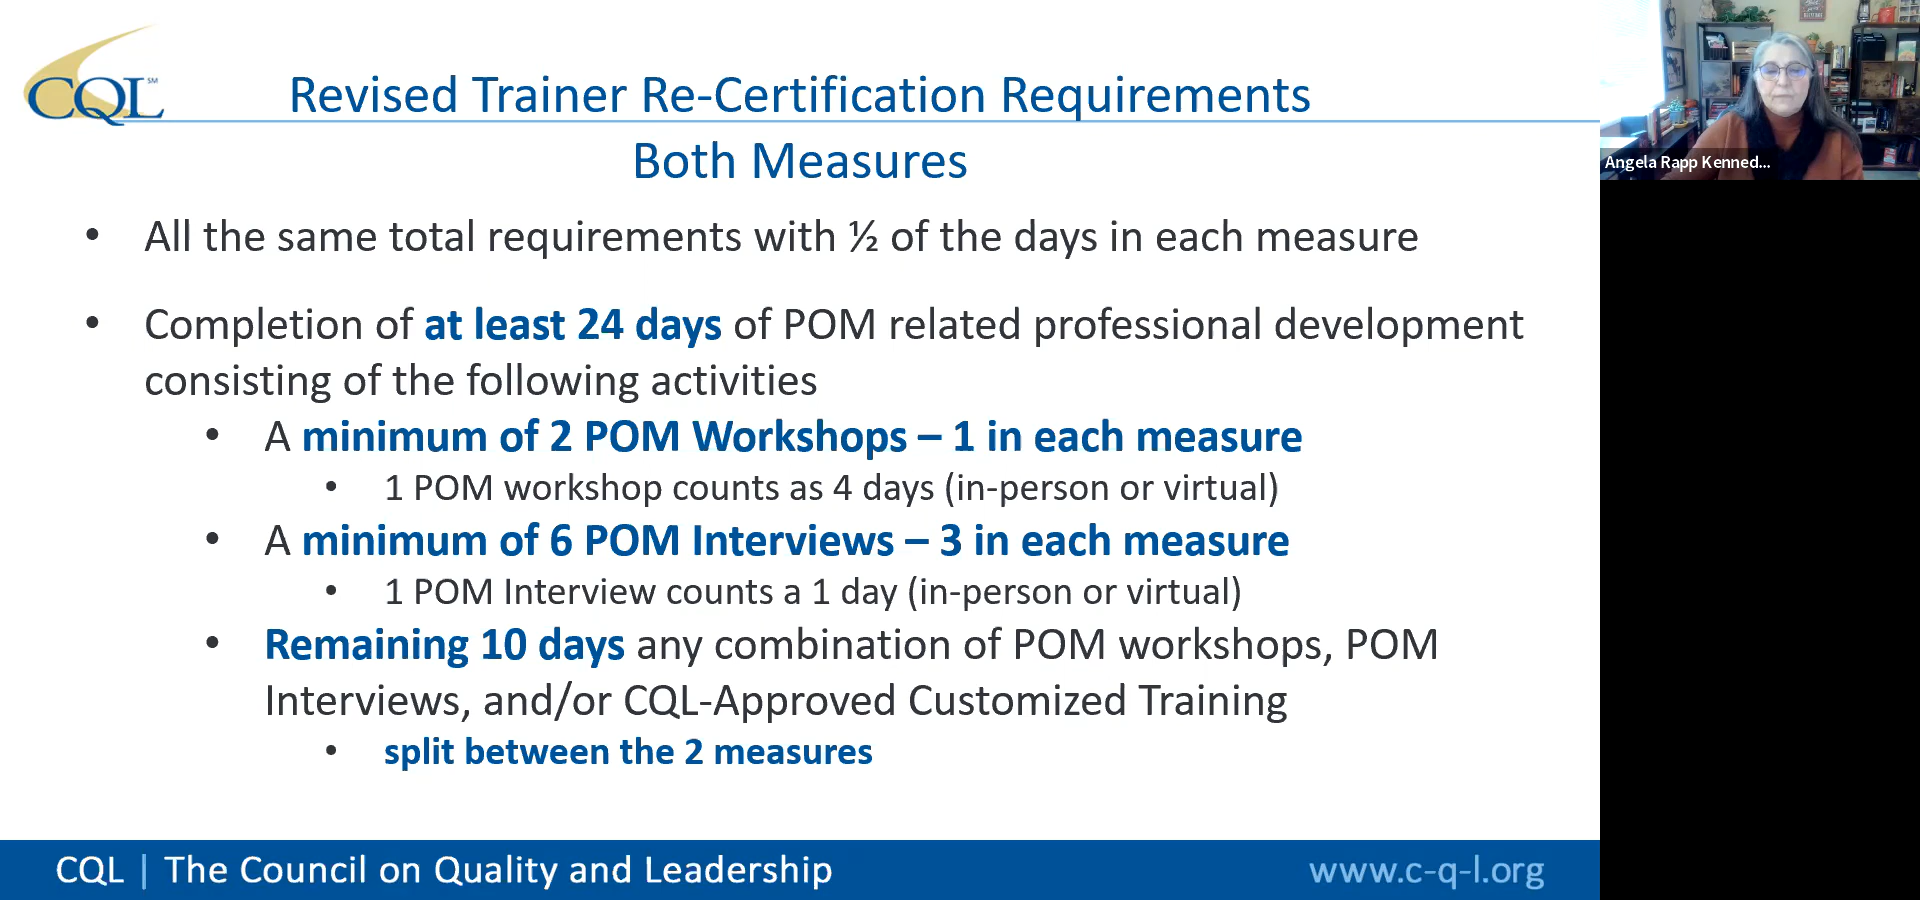 CQL℠
Revised Trainer Re-Certification Requirements
Both Measures
• All the same total requirements with ½ of the days in each measure
• Completion of at least 24 days of POM related professional development
consisting of the following activities
• A minimum of 2 POM Workshops – 1 in each measure
• 1 POM workshop counts as 4 days (in-person or virtual)
• A minimum of 6 POM Interviews – 3 in each measure
• 1 POM Interview counts a 1 day (in-person or virtual)
• Remaining 10 days any combination of POM workshops, POM
Interviews, and/or CQL-Approved Customized Training
• split between the 2 measures
CQL | The Council on Quality and Leadership
www.c-q-l.org
Angela Rapp Kenned...